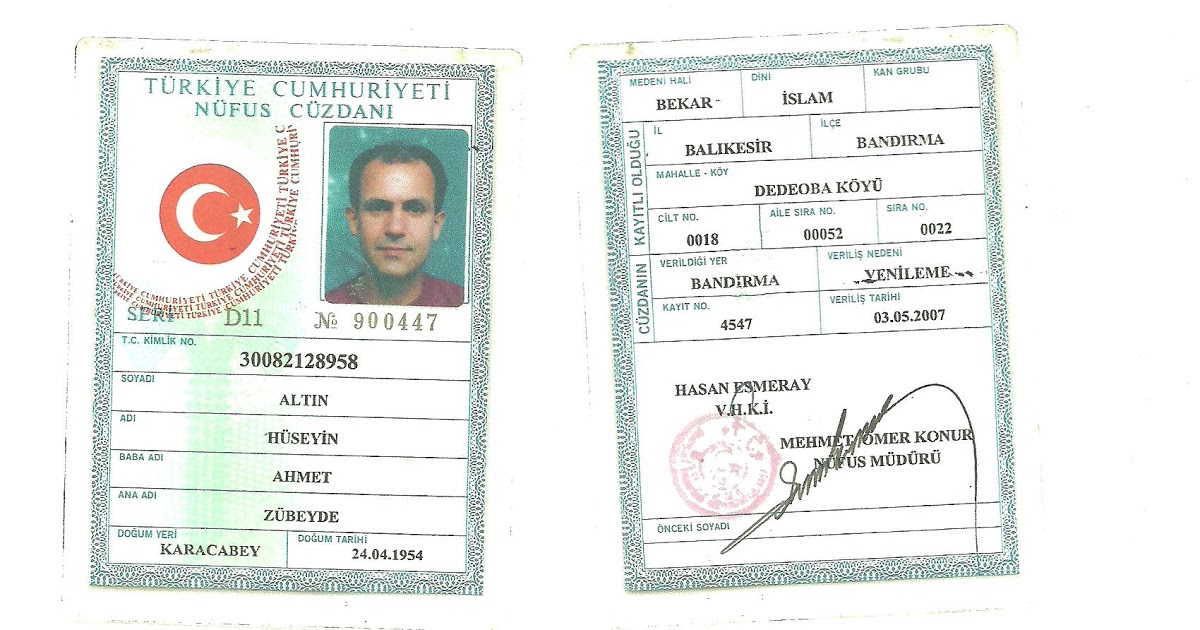 TÜRKİYE CUMHURİYETİ
NÜFUS CÜZDANI
TÜRKİYE CUMHURİYETİ TÜRKİYE CUMHURİYETİ
SERİ D11 № 900447
T.C. KİMLİK NO.
30082128958
SOYADI
ALTIN
ADI
HÜSEYİN
BABA ADI
AHMET
ANA ADI
ZÜBEYDE
DOĞUM YERİ DOĞUM TARİHİ
KARACABEY 24.04.1954
MEDENİ HALİ DİNİ KAN GRUBU
BEKAR İSLAM
KAYITLI OLDUĞU
İL İLÇE
BALIKESİR BANDIRMA
MAHALLE - KÖY
DEDEOBA KÖYÜ
CİLT NO. AİLE SIRA NO. SIRA NO.
0018 00052 0022
CÜZDANIN
VERİLDİĞİ YER VERİLİŞ NEDENİ
BANDIRMA YENİLEME
KAYIT NO. VERİLİŞ TARİHİ
4547 03.05.2007
HASAN ESMERAY
V.H.K.İ.
MEHMET ÖMER KONUR
NÜFUS MÜDÜRÜ
ÖNCEKİ SOYADI